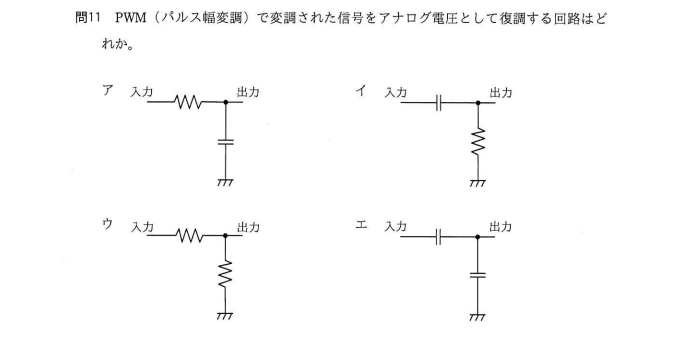 問11 PWM（パルス幅変調）で変調された信号をアナログ電圧として復調する回路はど
れか。
ア 入力 出力
イ 入力 出力
ウ 入力 出力
エ 入力 出力